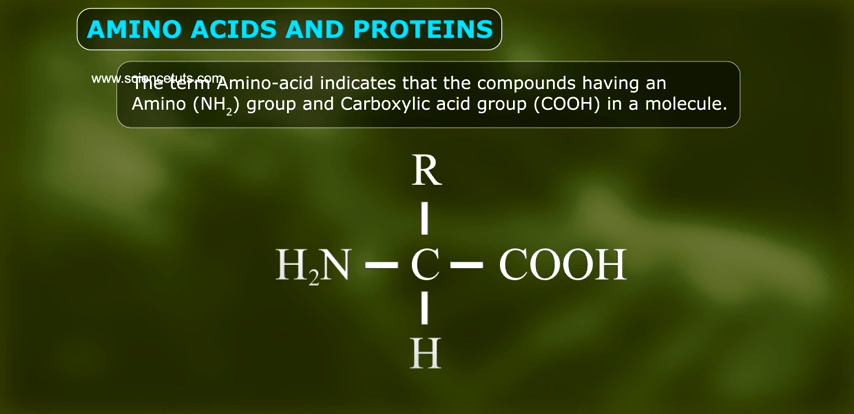 AMINO ACIDS AND PROTEINS
www.sciencetuts.com
The term Amino-acid indicates that the compounds having an
Amino (NH₂) group and Carboxylic acid group (COOH) in a molecule.
R
H₂N – C – COOH
H